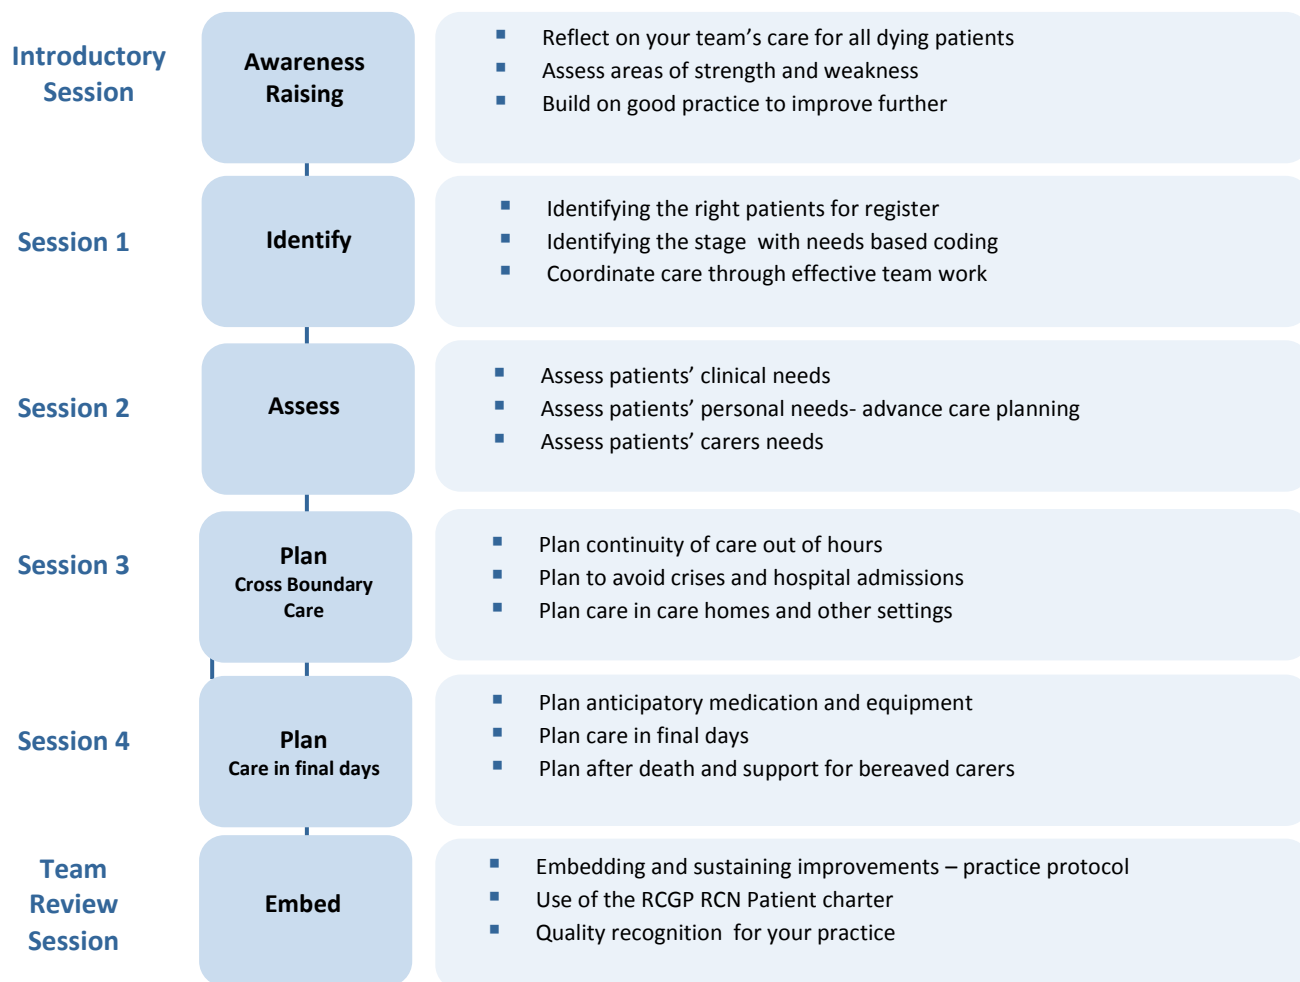 Introductory
Session
Awareness
Raising
Reflect on your team’s care for all dying patients
Assess areas of strength and weakness
Build on good practice to improve further
Session 1
Identify
Identifying the right patients for register
Identifying the stage  with needs based coding
Coordinate care through effective team work
Session 2
Assess
Assess patients’ clinical needs
Assess patients’ personal needs- advance care planning
Assess patients’ carers needs
Session 3
Plan
Cross Boundary
Care
Plan continuity of care out of hours
Plan to avoid crises and hospital admissions
Plan care in care homes and other settings
Session 4
Plan
Care in final days
Plan anticipatory medication and equipment
Plan care in final days
Plan after death and support for bereaved carers
Team
Review
Session
Embed
Embedding and sustaining improvements – practice protocol
Use of the RCGP RCN Patient charter
Quality recognition  for your practice